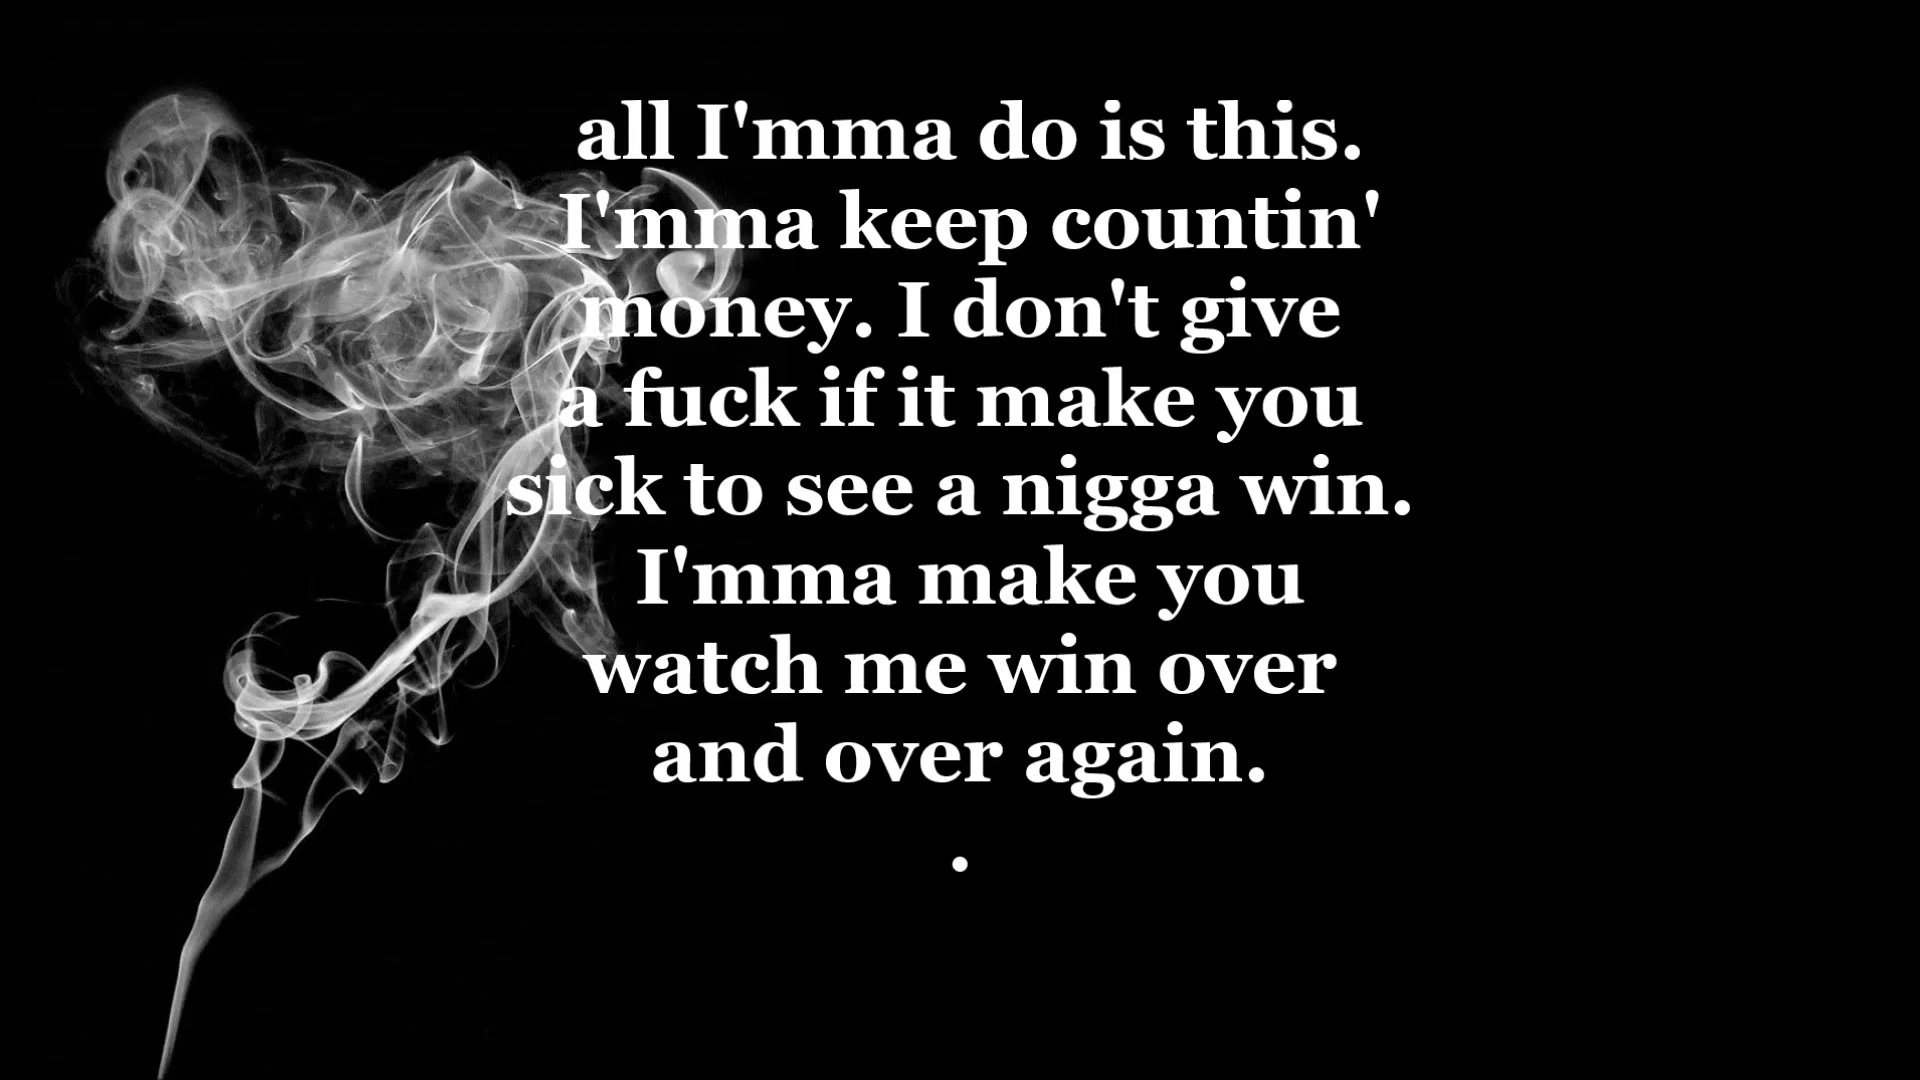 all I'mma do is this.
I'mma keep countin'
money. I don't give
a fuck if it make you
sick to see a nigga win.
I'mma make you
watch me win over
and over again.
.